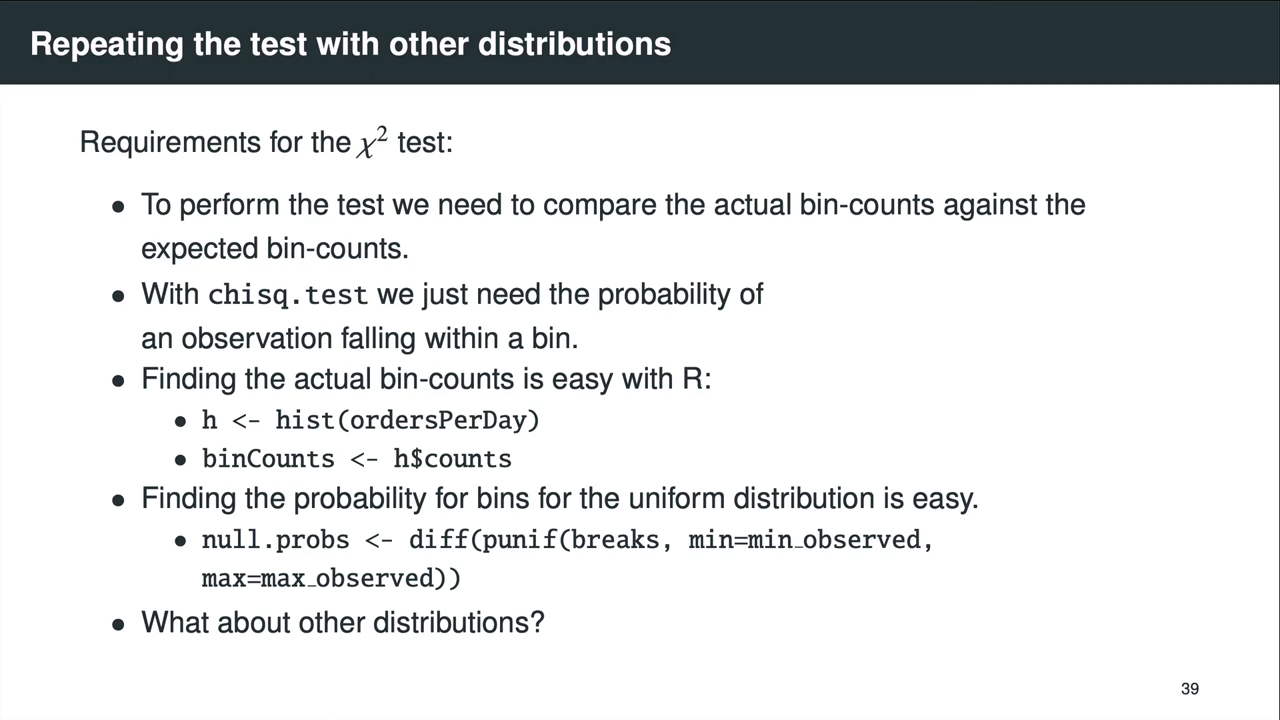 Repeating the test with other distributions
Requirements for the χ² test:
• To perform the test we need to compare the actual bin-counts against the
expected bin-counts.
• With chisq.test we just need the probability of
an observation falling within a bin.
• Finding the actual bin-counts is easy with R:
• h <- hist(ordersPerDay)
• binCounts <- h$counts
• Finding the probability for bins for the uniform distribution is easy.
• null.probs <- diff(punif(breaks, min=min_observed,
max=max_observed))
• What about other distributions?
39